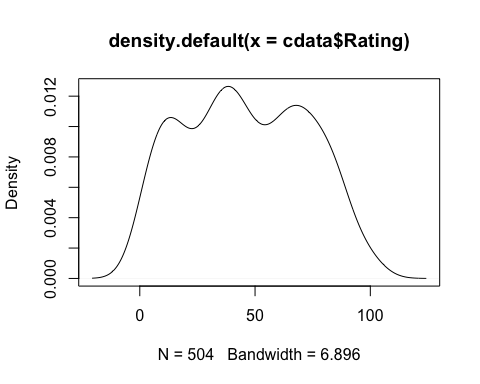 density.default(x = cdata$Rating)
Density
0.012
0.008
0.004
0.000
0 50 100
N = 504 Bandwidth = 6.896